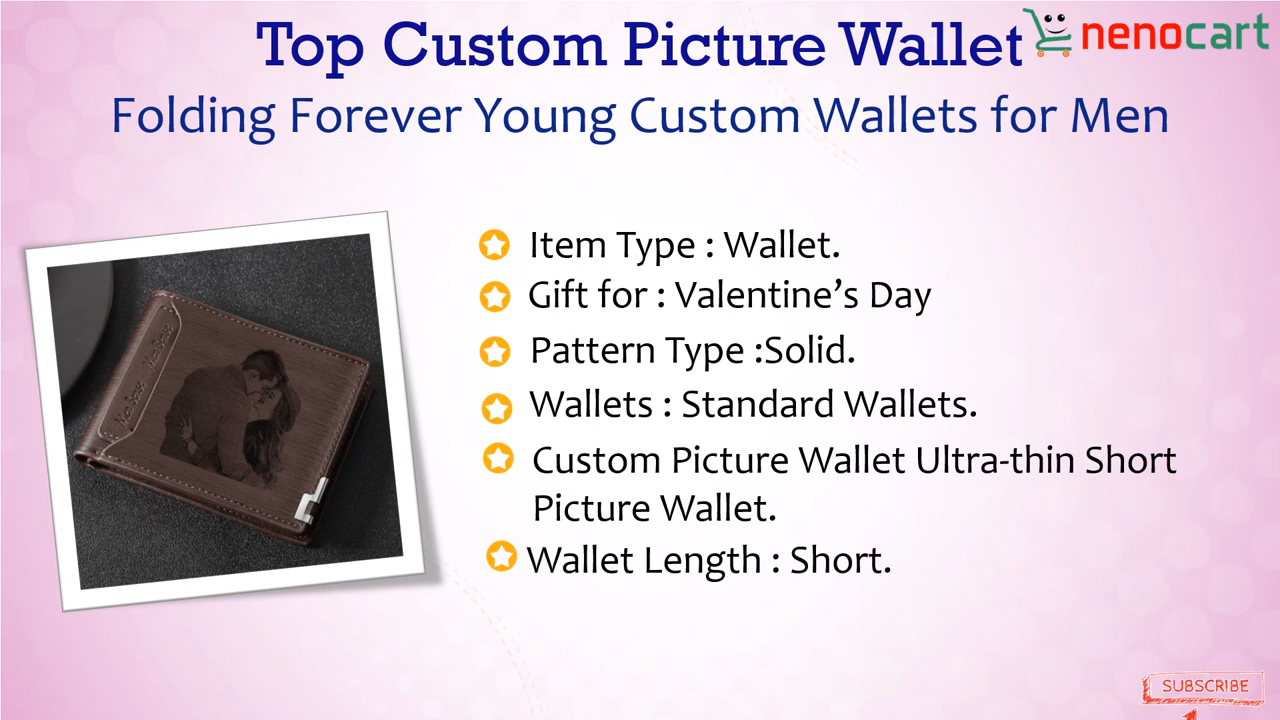 Top Custom Picture Wallet
nenocart
Folding Forever Young Custom Wallets for Men
Item Type : Wallet.
Gift for : Valentine’s Day
Pattern Type :Solid.
Wallets : Standard Wallets.
Custom Picture Wallet Ultra-thin Short
Picture Wallet.
Wallet Length : Short.
SUBSCRIBE